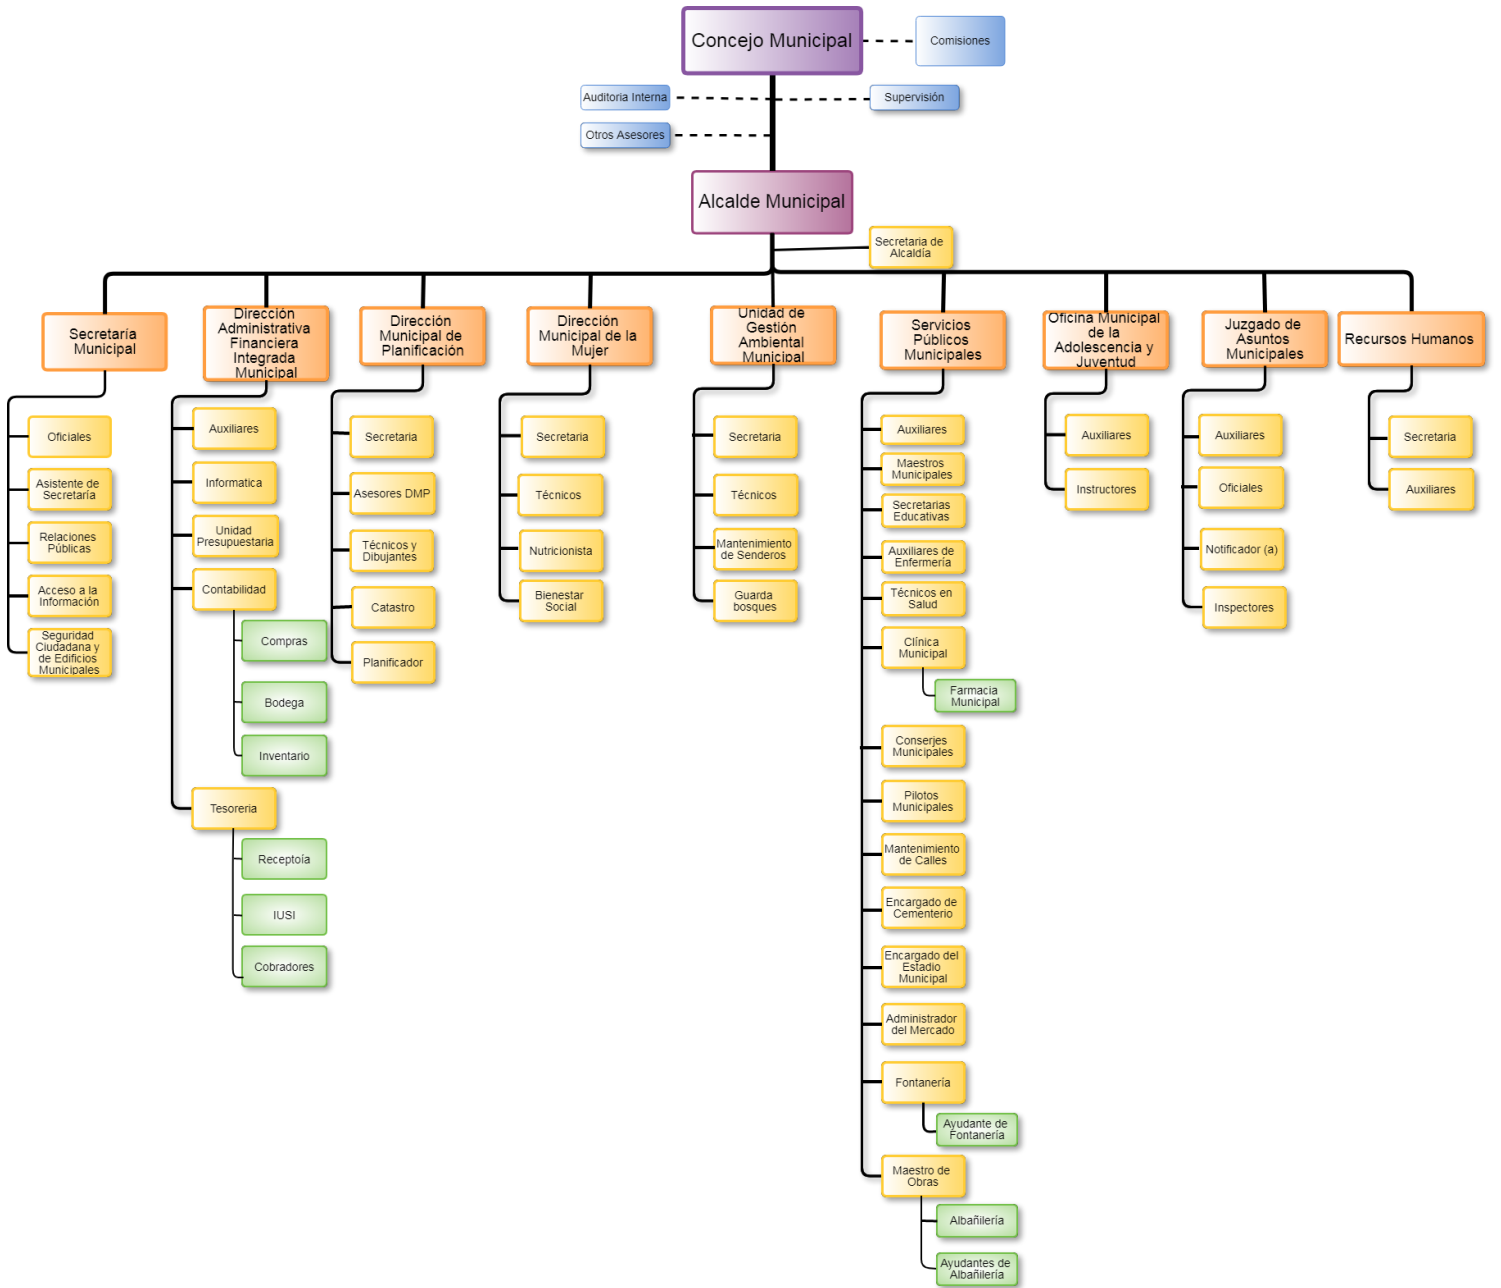 Concejo Municipal
Comisiones
Auditoria Interna
Supervisión
Otros Asesores
Alcalde Municipal
Secretaria de
Alcaldía
Secretaría
Municipal
Dirección
Administrativa
Financiera
Integrada
Municipal
Dirección
Municipal de
Planificación
Dirección
Municipal de la
Mujer
Unidad de
Gestión
Ambiental
Municipal
Servicios
Públicos
Municipales
Oficina Municipal
de la
Adolescencia y
Juventud
Juzgado de
Asuntos
Municipales
Recursos Humanos
Oficiales
Asistente de
Secretaría
Relaciones
Públicas
Acceso a la
Información
Seguridad
Ciudadana y
de Edificios
Municipales
Auxiliares
Informatica
Unidad
Presupuestaria
Contabilidad
Compras
Bodega
Inventario
Tesoreria
Receptoía
IUSI
Cobradores
Secretaria
Asesores DMP
Técnicos y
Dibujantes
Catastro
Planificador
Secretaria
Técnicos
Nutricionista
Bienestar
Social
Secretaria
Técnicos
Mantenimiento
de Senderos
Guarda
bosques
Auxiliares
Maestros
Municipales
Secretarias
Educativas
Auxiliares de
Enfermería
Técnicos en
Salud
Clínica
Municipal
Farmacia
Municipal
Conserjes
Municipales
Pilotos
Municipales
Mantenimiento
de Calles
Encargado de
Cementerio
Encargado del
Estadio
Municipal
Administrador
del Mercado
Fontanería
Ayudante de
Fontanería
Maestro de
Obras
Albañilería
Ayudantes de
Albañilería
Auxiliares
Instructores
Auxiliares
Oficiales
Notificador (a)
Inspectores
Secretaria
Auxiliares